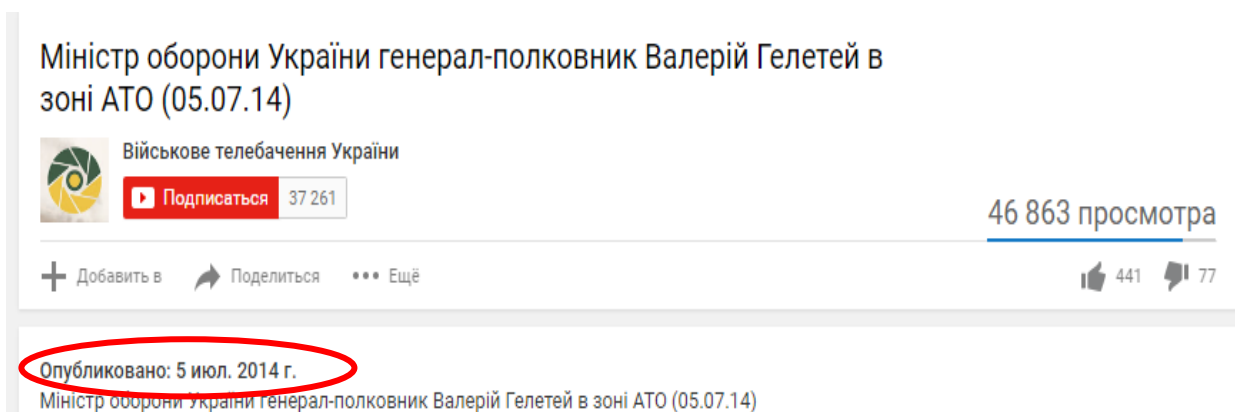 Міністр оборони України генерал-полковник Валерій Гелетей в
зоні АТО (05.07.14)
Військове телебачення України
Подписаться 37 261
46 863 просмотра
Добавить в Поделиться Ещё 441 77
Опубликовано: 5 июл. 2014 г.
Міністр оборони України генерал-полковник Валерій Гелетей в зоні АТО (05.07.14)